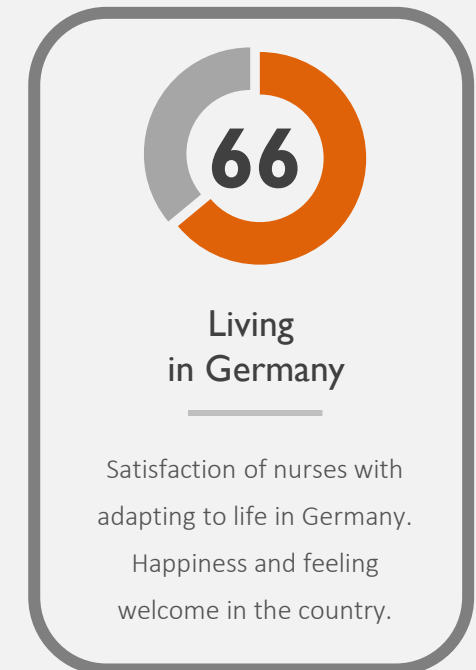 66
Living
in Germany
Satisfaction of nurses with
adapting to life in Germany.
Happiness and feeling
welcome in the country.